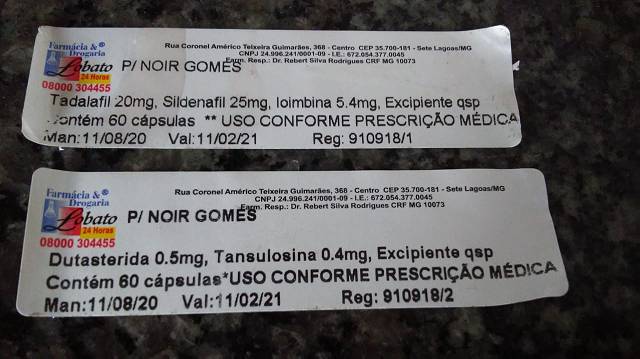 Farmácia &®
Drogaria
Lobato
24 Horas
08000 304455
Rua Coronel Américo Teixeira Guimarães, 368 - Centro CEP 35.700-181 - Sete Lagoas/MG
CNPJ 24.996.241/0001-09 - I.E.: 672.054.377.0045
Farm. Resp.: Dr. Rebert Silva Rodrigues CRF MG 10073
P/ NOIR GOMES
Tadalafil 20mg, Sildenafil 25mg, Ioimbina 5.4mg, Excipiente qsp
Contém 60 cápsulas ** USO CONFORME PRESCRIÇÃO MÉDICA
Man:11/08/20 Val:11/02/21 Reg: 910918/1
Farmácia &®
Drogaria
Lobato
24 Horas
08000 304455
Rua Coronel Américo Teixeira Guimarães, 368 - Centro CEP 35.700-181 - Sete Lagoas/MG
CNPJ 24.996.241/0001-09 - I.E.: 672.054.377.0045
Farm. Resp.: Dr. Rebert Silva Rodrigues CRF MG 10073
P/ NOIR GOMES
Dutasterida 0.5mg, Tansulosina 0.4mg, Excipiente qsp
Contém 60 cápsulas*USO CONFORME PRESCRIÇÃO MÉDICA
Man:11/08/20 Val:11/02/21 Reg: 910918/2